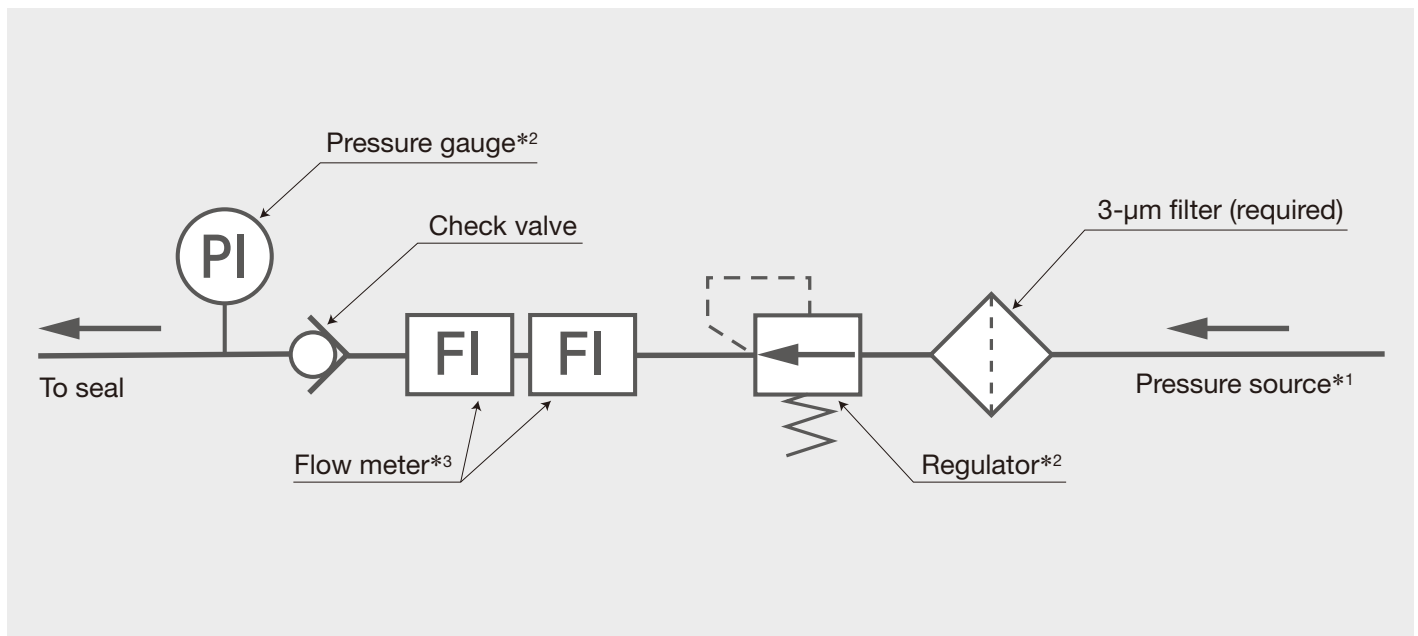 Pressure gauge*2
Check valve
3-µm filter (required)
PI
FI
FI
To seal
Pressure source*1
Flow meter*3
Regulator*2